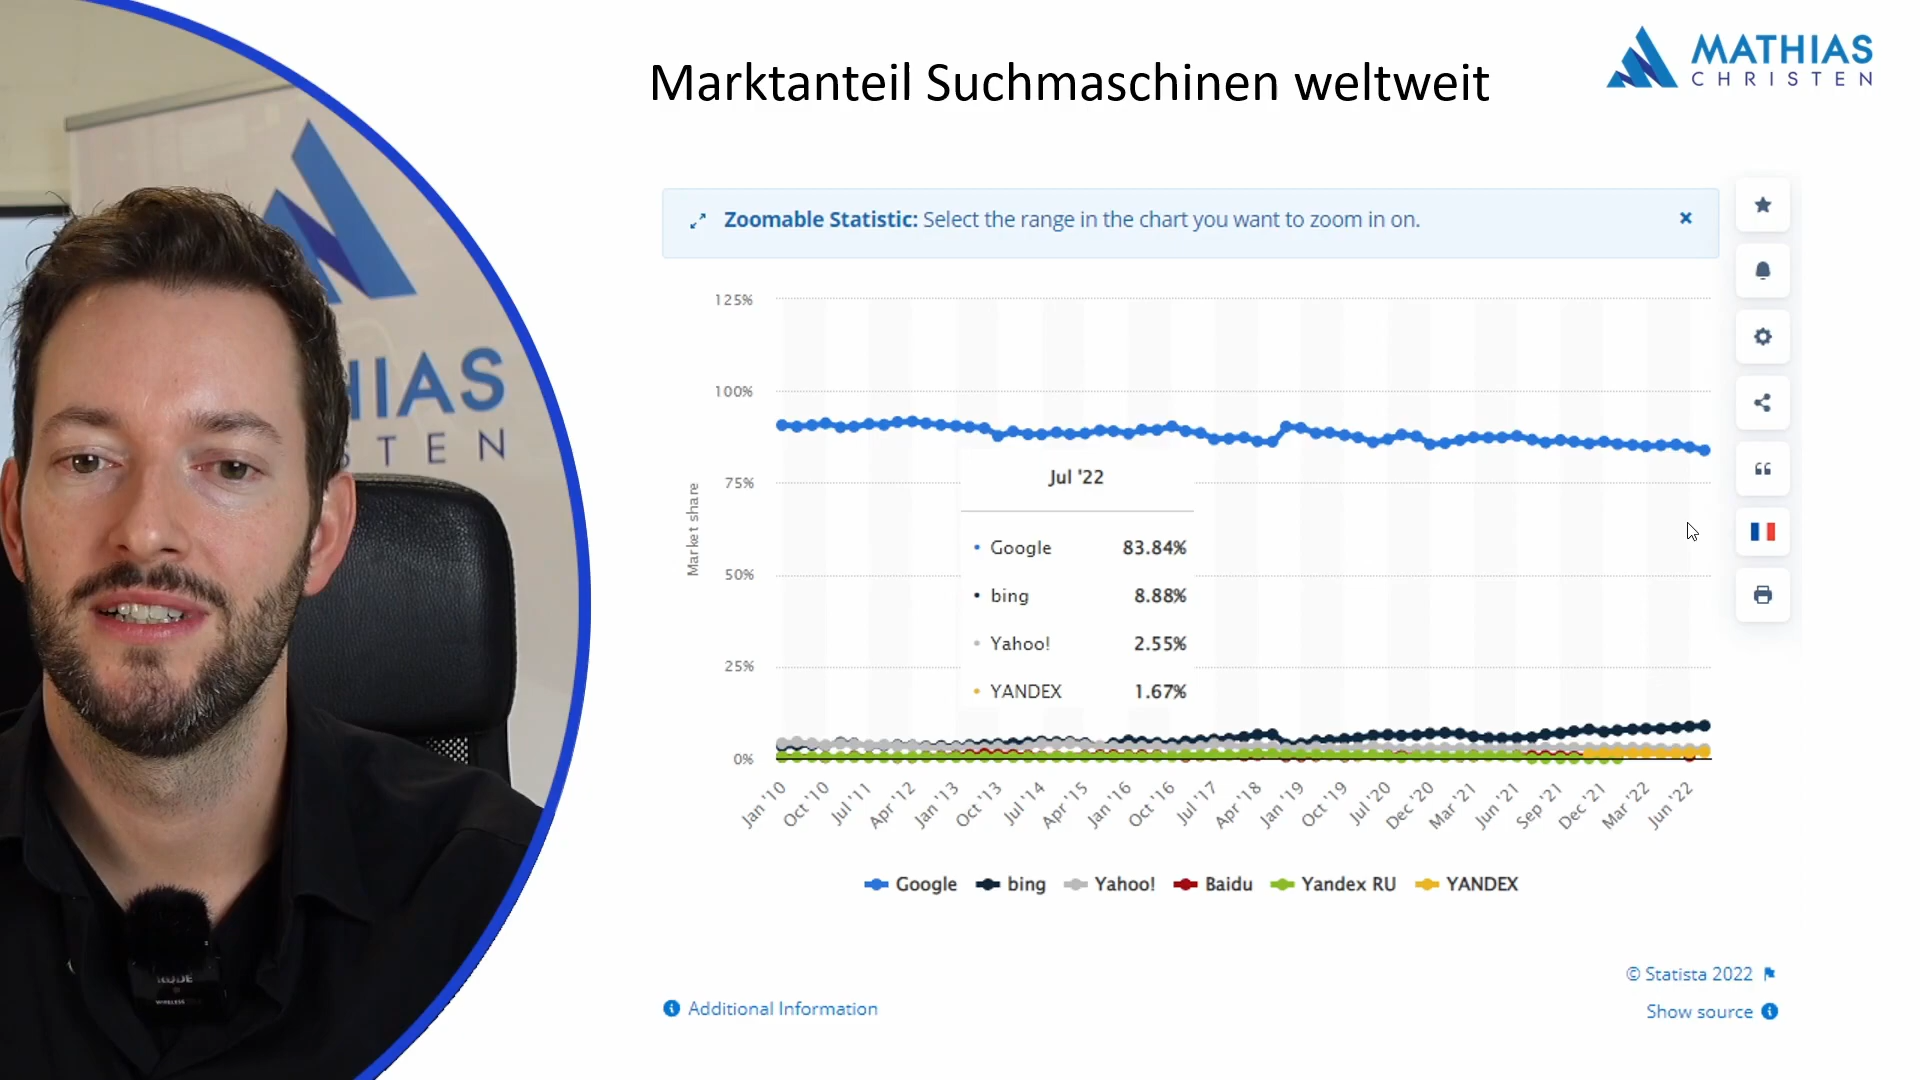 Marktanteil Suchmaschinen weltweit
MATHIAS
CHRISTEN
Zoomable Statistic: Select the range in the chart you want to zoom in on.
125%
100%
75%
50%
25%
0%
Market share
Jul '22
Google 83.84%
bing 8.88%
Yahoo! 2.55%
YANDEX 1.67%
Jan '10
Oct '10
Jul '11
Apr '12
Jan '13
Oct '13
Jul '14
Apr '15
Jan '16
Oct '16
Jul '17
Apr '18
Jan '19
Oct '19
Jul '20
Dec '20
Mar '21
Jun '21
Sep '21
Dec '21
Mar '22
Jun '22
Google bing Yahoo! Baidu Yandex RU YANDEX
© Statista 2022
Additional Information
Show source
HIAS
STEN
RODE
WIRELESS